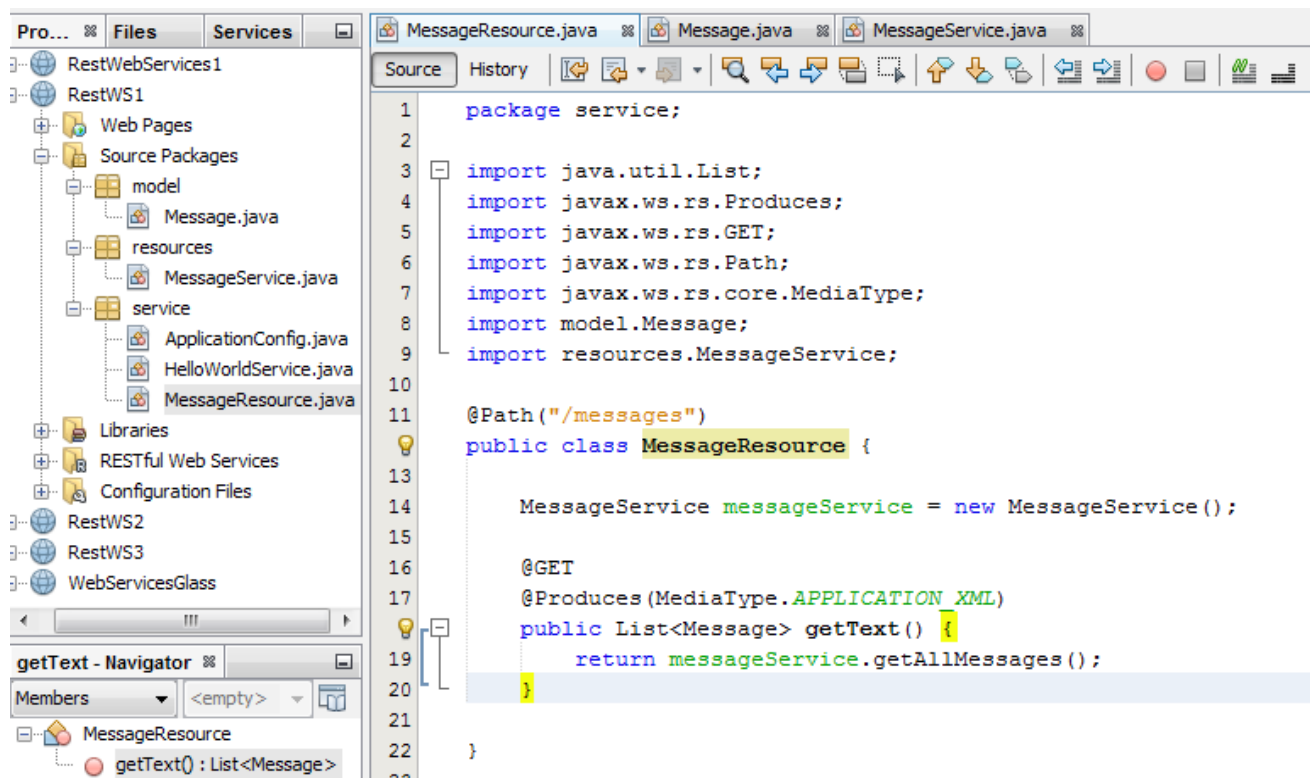 Pro... Files Services
RestWebServices1
RestWS1
Web Pages
Source Packages
model
Message.java
resources
MessageService.java
service
ApplicationConfig.java
HelloWorldService.java
MessageResource.java
Libraries
RESTful Web Services
Configuration Files
RestWS2
RestWS3
WebServicesGlass
getText - Navigator
Members <empty>
MessageResource
getText() : List<Message>
MessageResource.java Message.java MessageService.java
Source History
1 package service;
2
3 import java.util.List;
4 import javax.ws.rs.Produces;
5 import javax.ws.rs.GET;
6 import javax.ws.rs.Path;
7 import javax.ws.rs.core.MediaType;
8 import model.Message;
9 import resources.MessageService;
10
11 @Path("/messages")
public class MessageResource {
13
14 MessageService messageService = new MessageService();
15
16 @GET
17 @Produces(MediaType.APPLICATION_XML)
public List<Message> getText() {
19 return messageService.getAllMessages();
20 }
21
22 }